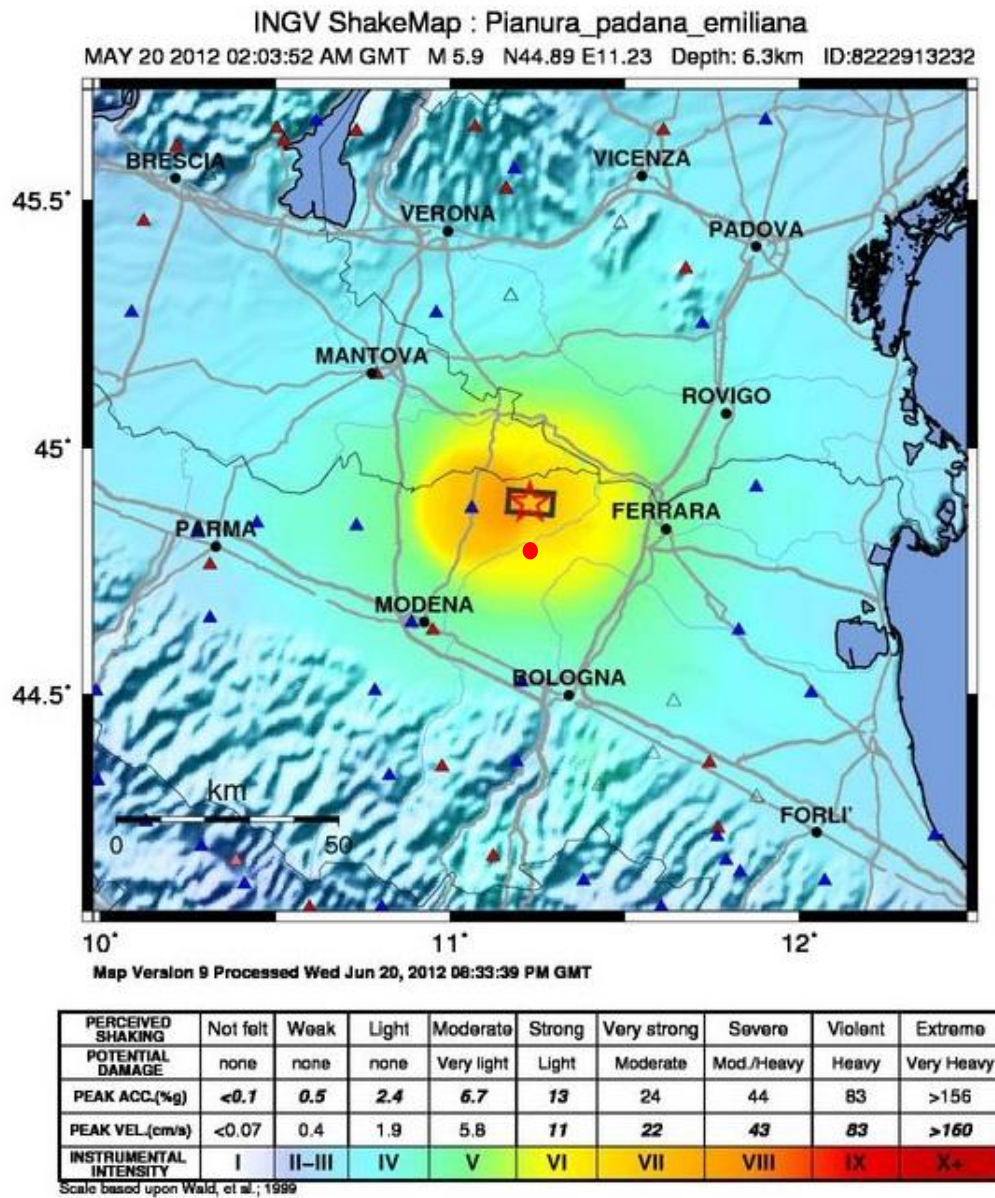 INGV ShakeMap : Pianura_padana_emiliana
MAY 20 2012 02:03:52 AM GMT M 5.9 N44.89 E11.23 Depth: 6.3km ID:8222913232
BRESCIA
VICENZA
45.5°
VERONA
PADOVA
MANTOVA
ROVIGO
45°
PARMA
FERRARA
MODENA
44.5°
BOLOGNA
km
FORLI'
0 50
10° 11° 12°
Map Version 9 Processed Wed Jun 20, 2012 08:33:39 PM GMT
PERCEIVED SHAKING Not felt Weak Light Moderate Strong Very strong Severe Violent Extreme
POTENTIAL DAMAGE none none none Very light Light Moderate Mod./Heavy Heavy Very Heavy
PEAK ACC.(%g) <0.1 0.5 2.4 6.7 13 24 44 83 >156
PEAK VEL.(cm/s) <0.07 0.4 1.9 5.8 11 22 43 83 >160
INSTRUMENTAL INTENSITY I II–III IV V VI VII VIII IX X+
Scale based upon Wald, et al.; 1999